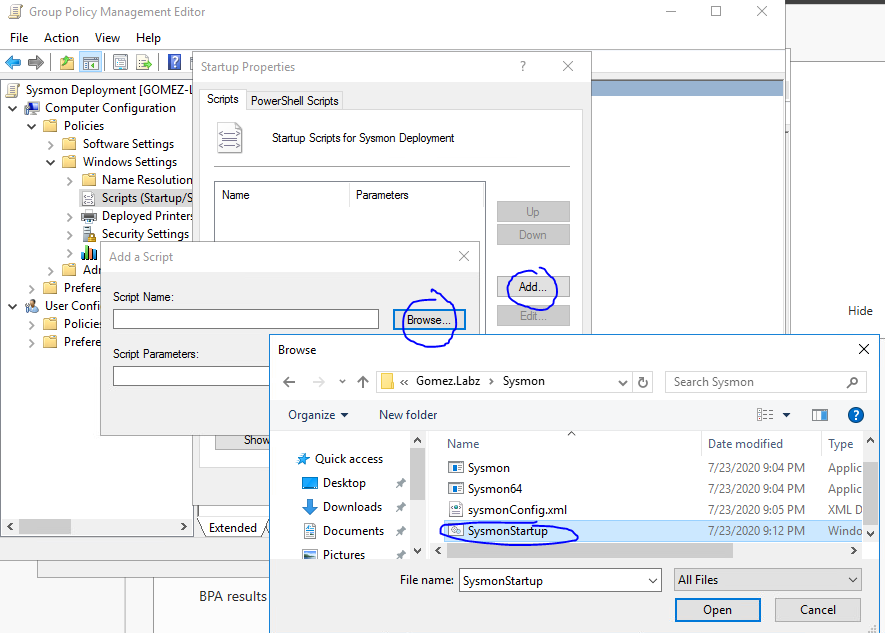 Group Policy Management Editor
File Action View Help
Sysmon Deployment [GOMEZ-L
Computer Configuration
Policies
Software Settings
Windows Settings
Name Resolution
Scripts (Startup/S
Deployed Printers
Security Settings
Adr
Prefere
User Confi
Policie
Prefere
Extended
Startup Properties
?
Scripts PowerShell Scripts
Startup Scripts for Sysmon Deployment
Name Parameters
Up
Down
Add...
Edit...
Show
Hide
Add a Script
Script Name:
Browse...
Script Parameters:
Browse
« Gomez.Labz > Sysmon
Search Sysmon
Organize New folder
?
Quick access
Desktop
Downloads
Documents
Pictures
Name Date modified Type
Sysmon 7/23/2020 9:04 PM Applic
Sysmon64 7/23/2020 9:04 PM Applic
sysmonConfig.xml 7/23/2020 9:05 PM XML D
SysmonStartup 7/23/2020 9:12 PM Windo
File name: SysmonStartup All Files
Open Cancel
BPA results